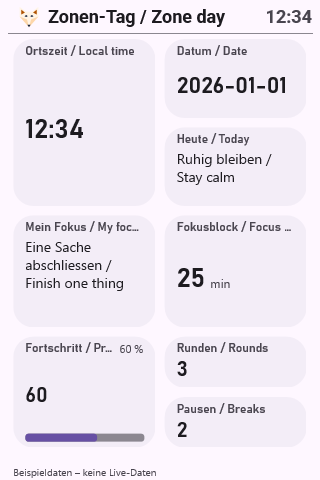 Zonen-Tag / Zone day
12:34
Ortszeit / Local time
12:34
Datum / Date
2026-01-01
Heute / Today
Ruhig bleiben /
Stay calm
Mein Fokus / My foc…
Eine Sache
abschliessen /
Finish one thing
Fokusblock / Focus …
25 min
Fortschritt / Pr… 60 %
60
Runden / Rounds
3
Pausen / Breaks
2
Beispieldaten – keine Live-Daten